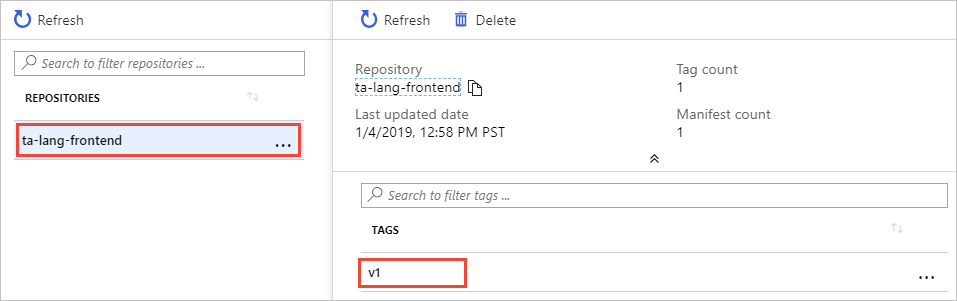 Refresh
Search to filter repositories ...
REPOSITORIES
ta-lang-frontend
...
Refresh Delete
Repository Tag count
ta-lang-frontend 1
Last updated date Manifest count
1/4/2019, 12:58 PM PST 1
Search to filter tags ...
TAGS
v1 ...